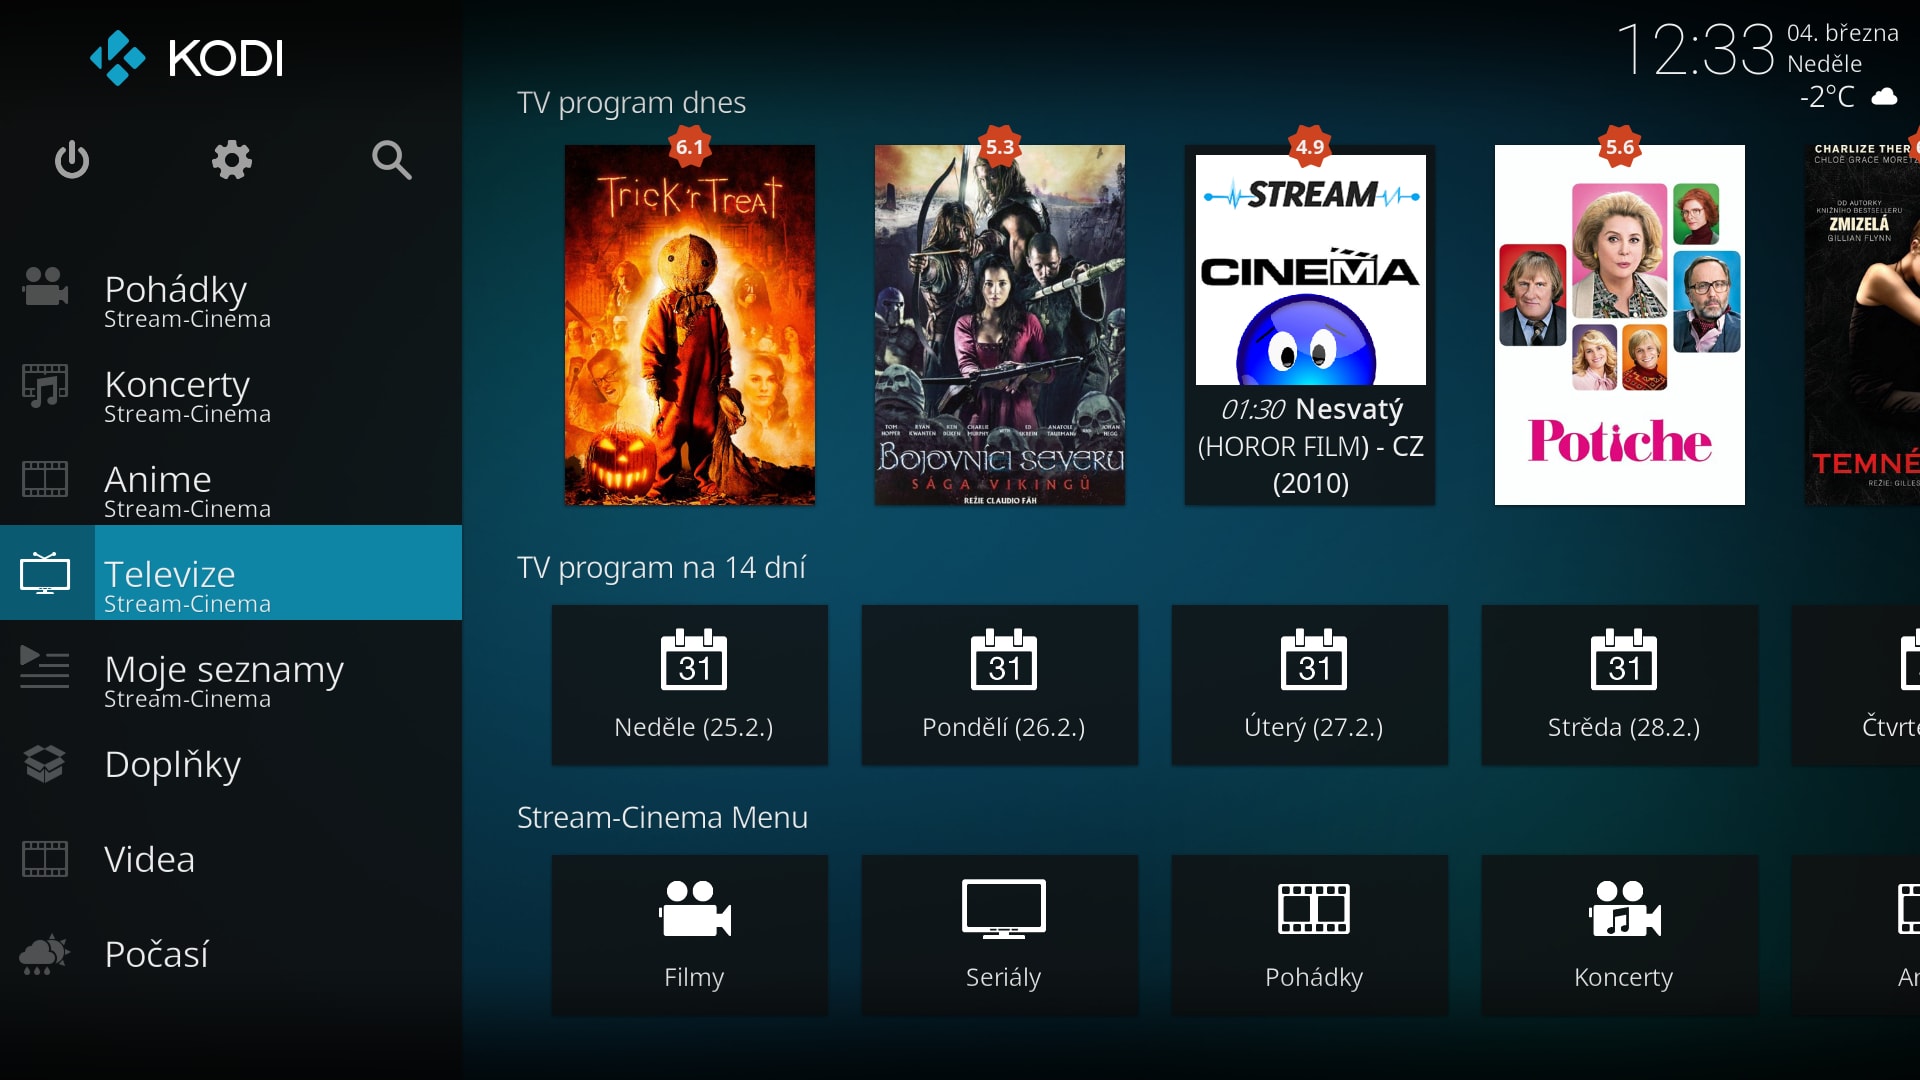 KODI
12:33
04. března
Neděle
-2°C
Pohádky
Stream-Cinema
Koncerty
Stream-Cinema
Anime
Stream-Cinema
Televize
Stream-Cinema
Moje seznamy
Stream-Cinema
Doplňky
Videa
Počasí
TV program dnes
6.1
Trick 'r Treat
5.3
BOJOVNÍCI SEVERU
SÁGA VIKINGŮ
REŽIE CLAUDIO FÄH
4.9
STREAM
CINEMA
01:30 Nesvatý
(HOROR FILM) - CZ
(2010)
5.6
Potiche
CHARLIZE THER
CHLOË GRACE MORETZ
OD AUTORKY
KNIŽNÍHO BESTSELLERU
ZMIZELÁ
GILLIAN FLYNN
TEMNÉ
REŽIE: GILLES
TV program na 14 dní
31
Neděle (25.2.)
31
Pondělí (26.2.)
31
Úterý (27.2.)
31
Strěda (28.2.)
Čtvrte
Stream-Cinema Menu
Filmy
Seriály
Pohádky
Koncerty
An